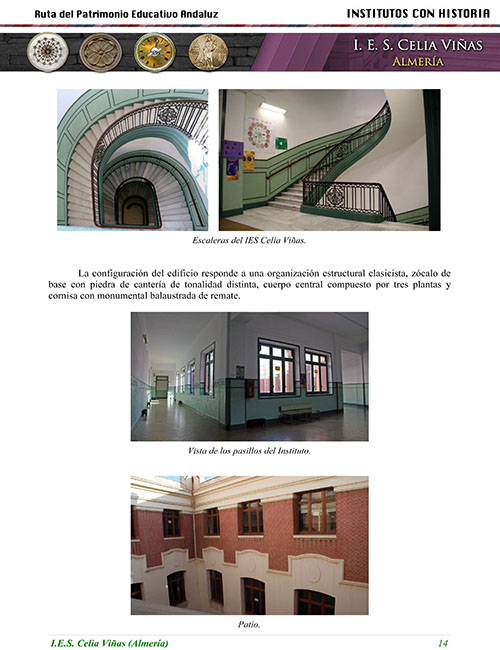 Ruta del Patrimonio Educativo Andaluz
INSTITUTOS CON HISTORIA
I. E. S. CELIA VIÑAS
ALMERÍA
Escaleras del IES Celia Viñas.
La configuración del edificio responde a una organización estructural clasicista, zócalo de
base con piedra de cantería de tonalidad distinta, cuerpo central compuesto por tres plantas y
cornisa con monumental balaustrada de remate.
Vista de los pasillos del Instituto.
Patio.
I.E.S. Celia Viñas (Almería)
14